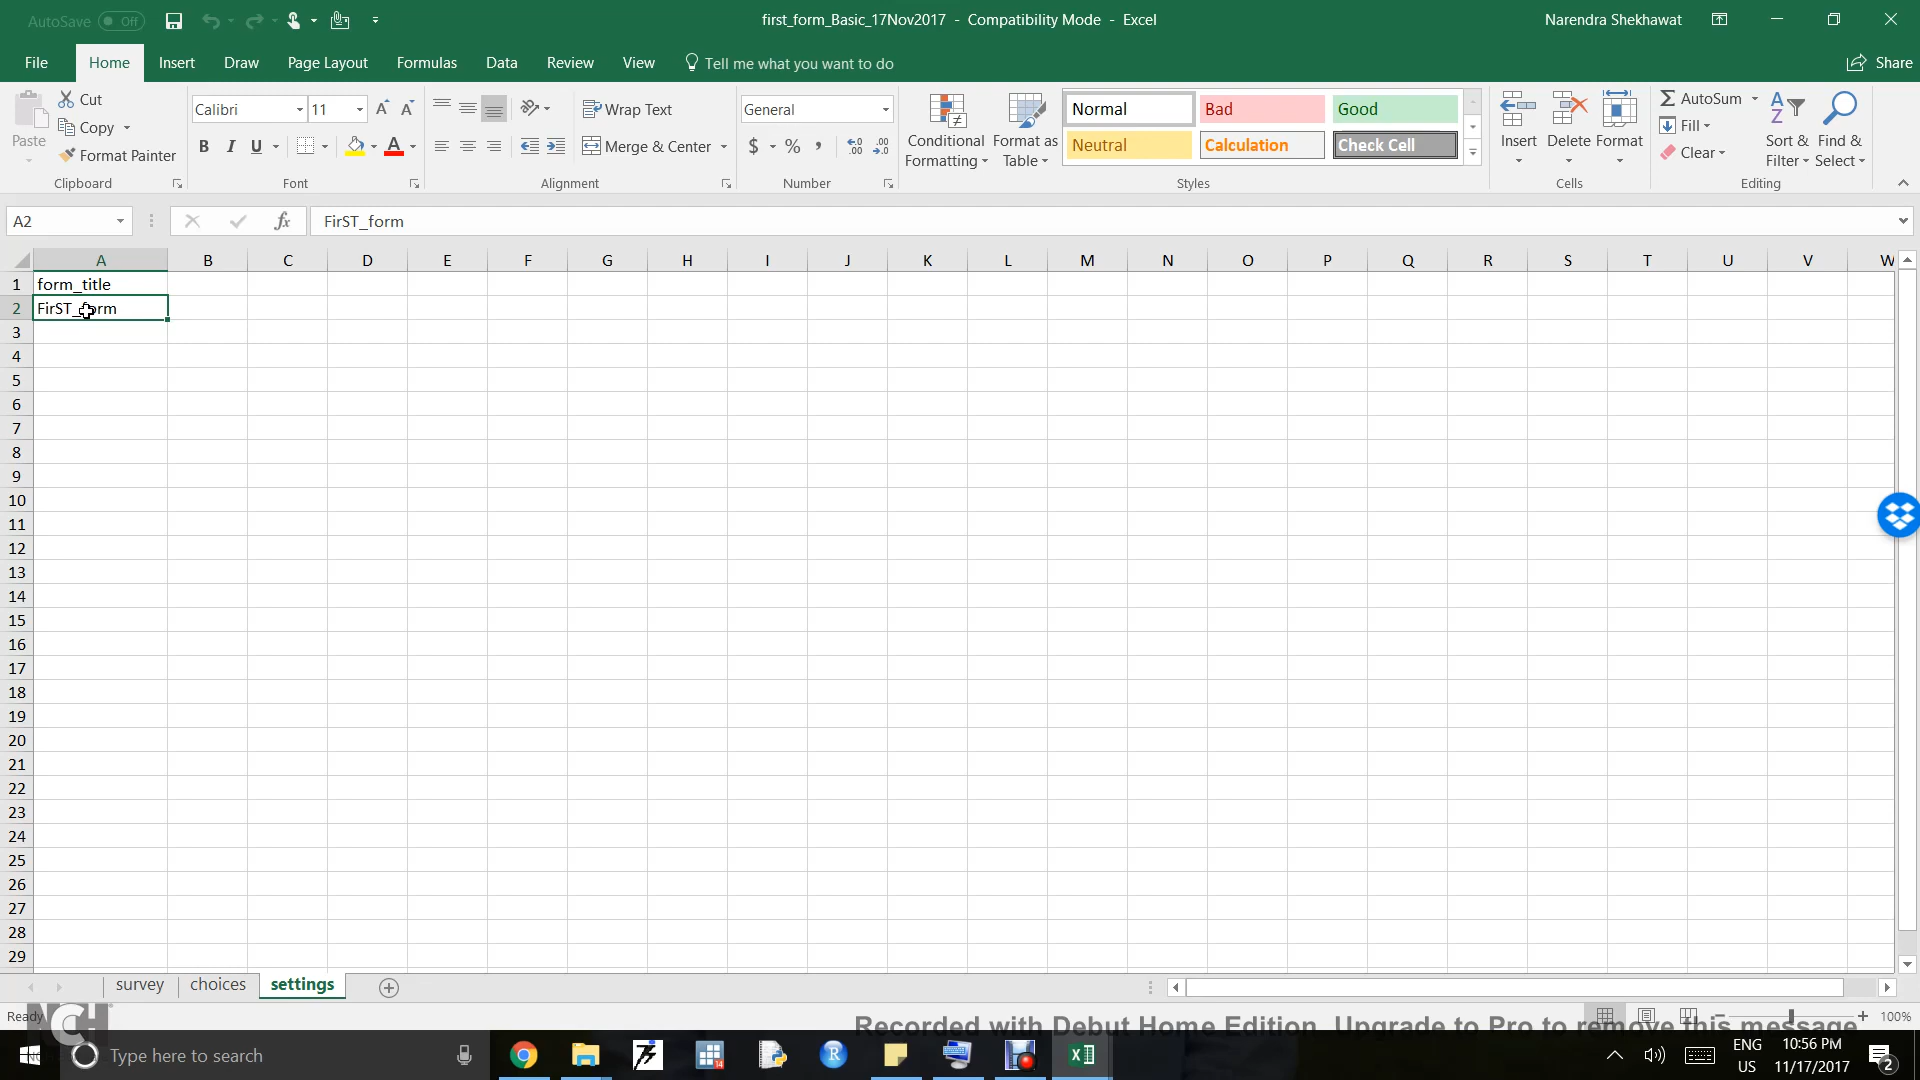 AutoSave Off
first_form_Basic_17Nov2017 - Compatibility Mode - Excel
Narendra Shekhawat
File Home Insert Draw Page Layout Formulas Data Review View Tell me what you want to do Share
Paste
Cut
Copy
Format Painter
Clipboard
Calibri 11
B I U
Font
Wrap Text
Merge & Center
Alignment
General
$ % ,
Number
Conditional Formatting
Format as Table
Normal Bad Good
Neutral Calculation Check Cell
Styles
Insert Delete Format
Cells
AutoSum
Fill
Clear
Sort & Filter
Find & Select
Editing
A2 fx FirST_form
A B C D E F G H I J K L M N O P Q R S T U V W
1 form_title
2 FirST_form
3
4
5
6
7
8
9
10
11
12
13
14
15
16
17
18
19
20
21
22
23
24
25
26
27
28
29
survey choices settings
Ready
NCH
Recorded with Debut Home Edition. Upgrade to Pro to remove this message
100%
Type here to search
ENG
US
10:56 PM
11/17/2017
2